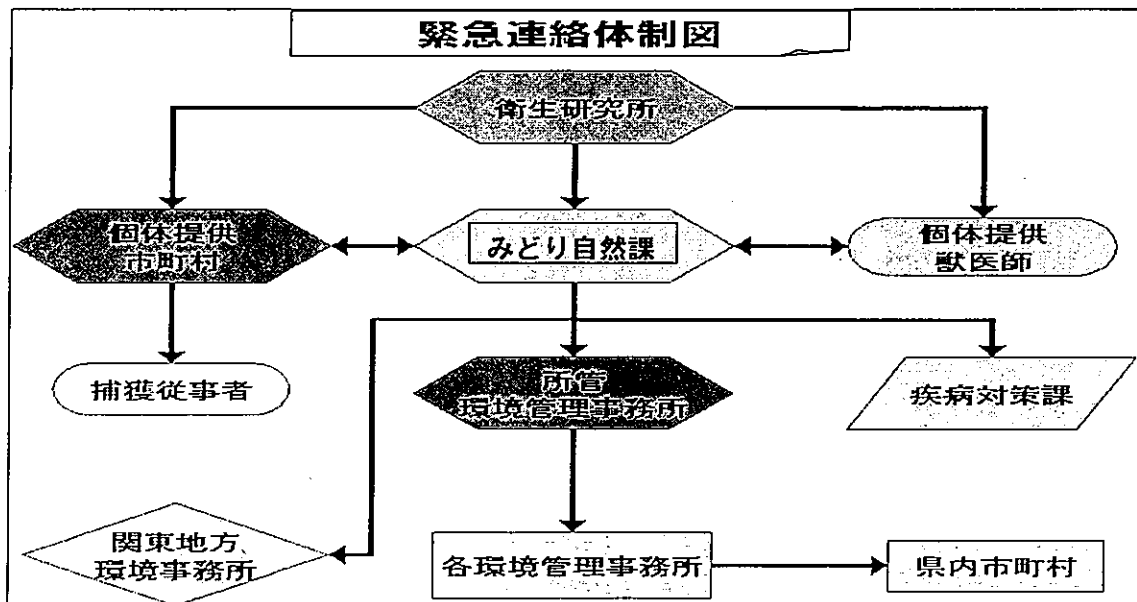 緊急連絡体制図
衛生研究所
個体提供
市町村
みどり自然課
個体提供
獣医師
捕獲従事者
所管
環境管理事務所
疾病対策課
関東地方
環境事務所
各環境管理事務所
県内市町村